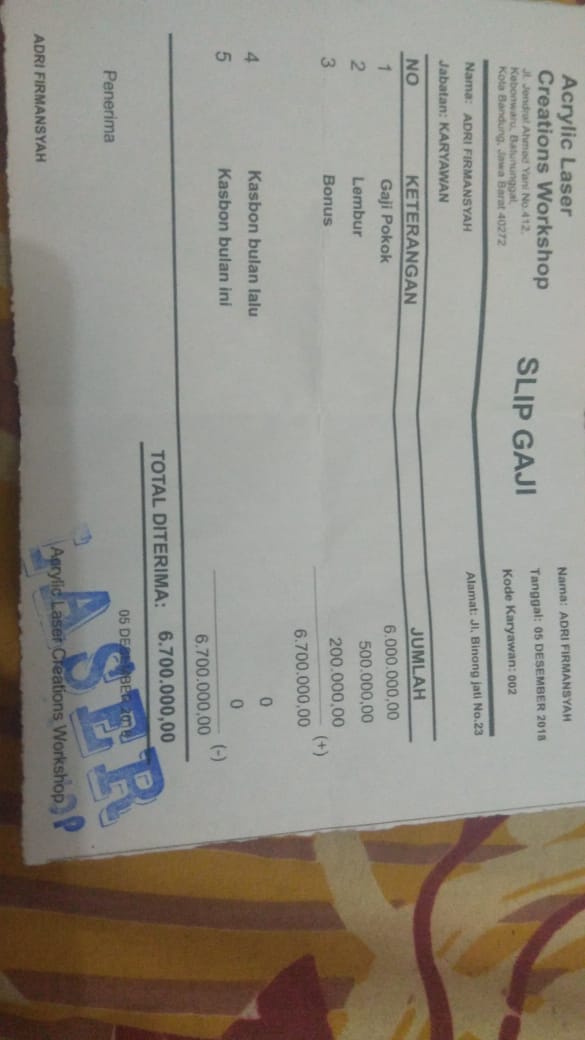 Acrylic Laser
Creations Workshop
Jl. Jendral Ahmad Yani No.412,
Kebonwaru, Batununggal,
Kota Bandung, Jawa Barat 40272
SLIP GAJI
Nama: ADRI FIRMANSYAH
Tanggal: 05 DESEMBER 2018
Kode Karyawan: 002
Nama: ADRI FIRMANSYAH
Alamat: Jl. Binong jati No.23
Jabatan: KARYAWAN
NO KETERANGAN JUMLAH
1 Gaji Pokok 6.000.000,00
2 Lembur 500.000,00
3 Bonus 200.000,00
(+)
6.700.000,00
4 Kasbon bulan lalu 0
5 Kasbon bulan ini 0
(-)
6.700.000,00
TOTAL DITERIMA: 6.700.000,00
Penerima
05 DESEMBER
LASER
Acrylic Laser Creations Workshop
ADRI FIRMANSYAH